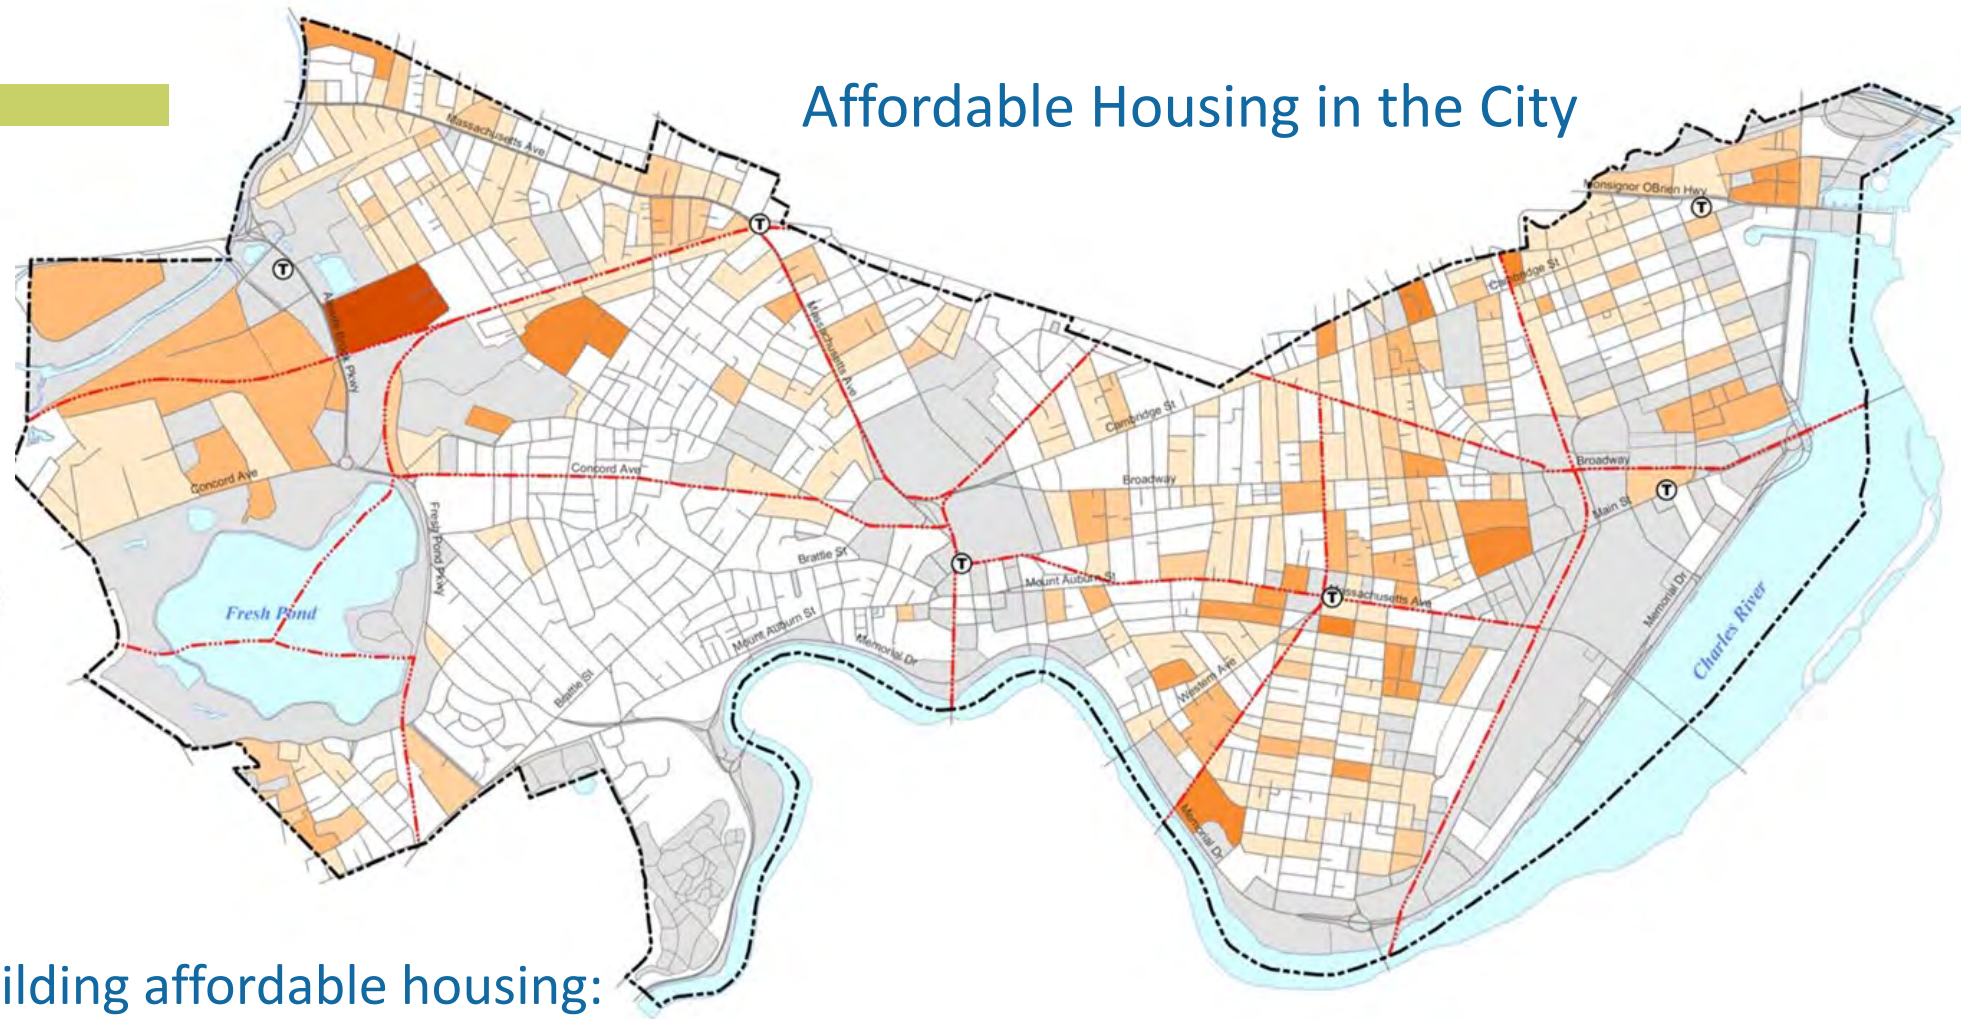 Affordable Housing in the City
Massachusetts Ave
Monsignor OBrien Hwy
T
T
T
Cambridge St
Massachusetts Ave
Cambridge St
Concord Ave
Concord Ave
Broadway
Broadway
T
Main St
Fresh Pond Pkwy
Brattle St
T
Mount Auburn St
T
Massachusetts Ave
Fresh Pond
Mount Auburn St
Memorial Dr
Memorial Dr
Charles River
Brattle St
Western Ave
Memorial Dr
ilding affordable housing: